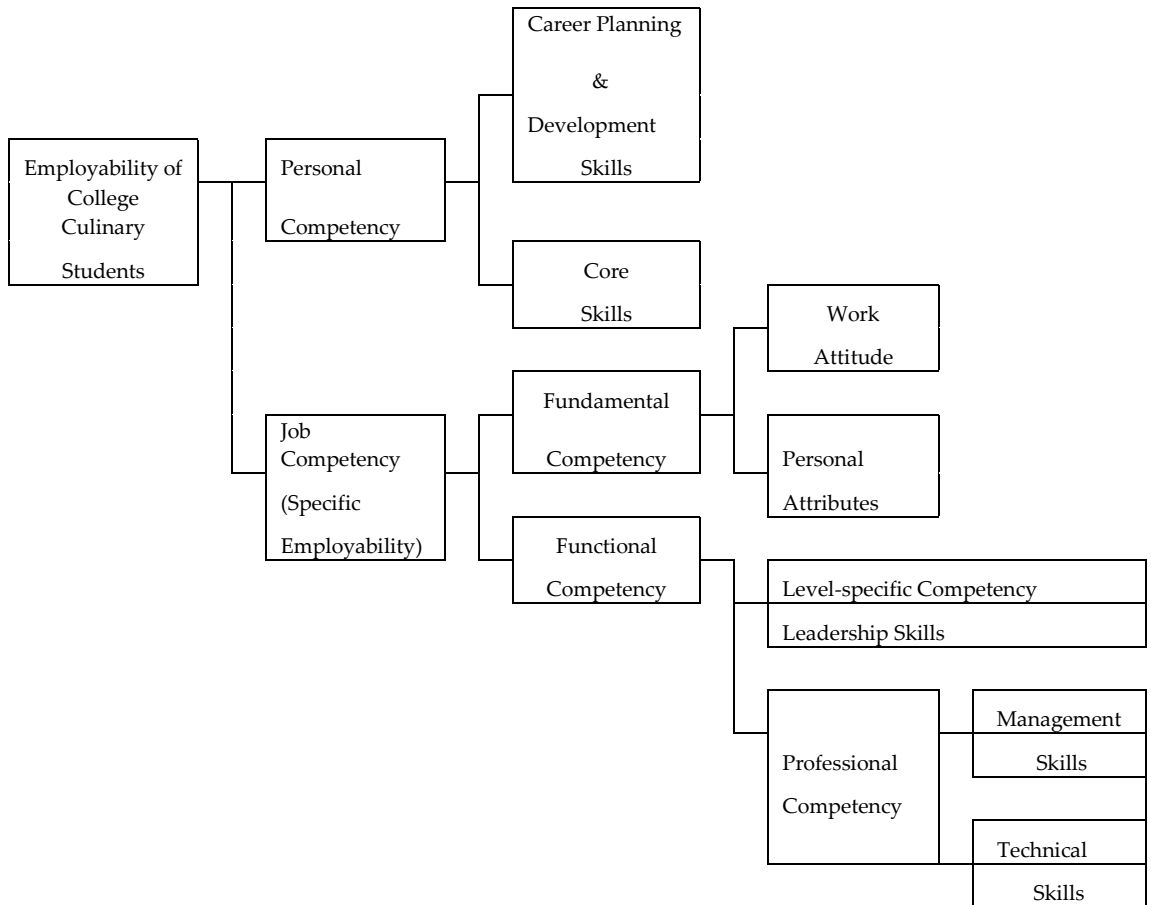 Career Planning
&
Development
Skills
Employability of
College
Culinary
Students
Personal
Competency
Core
Skills
Work
Attitude
Fundamental
Competency
Job
Competency
(Specific
Employability)
Personal
Attributes
Functional
Competency
Level-specific Competency
Leadership Skills
Management
Skills
Professional
Competency
Technical
Skills